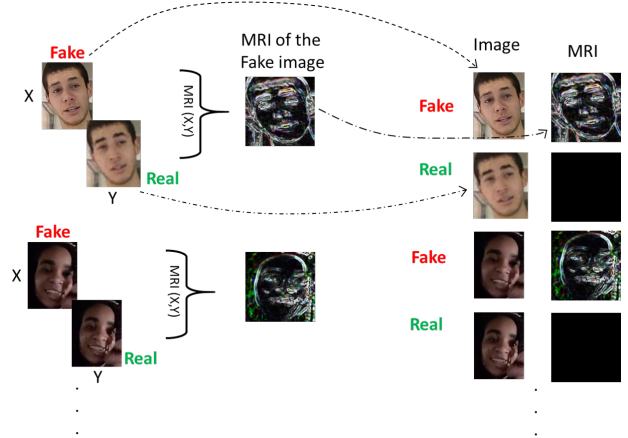 Fake
X
Real
Y
MRI (X,Y)
MRI of the
Fake image
Fake
X
Real
Y
MRI (X,Y)
Image
MRI
Fake
Real
Fake
Real